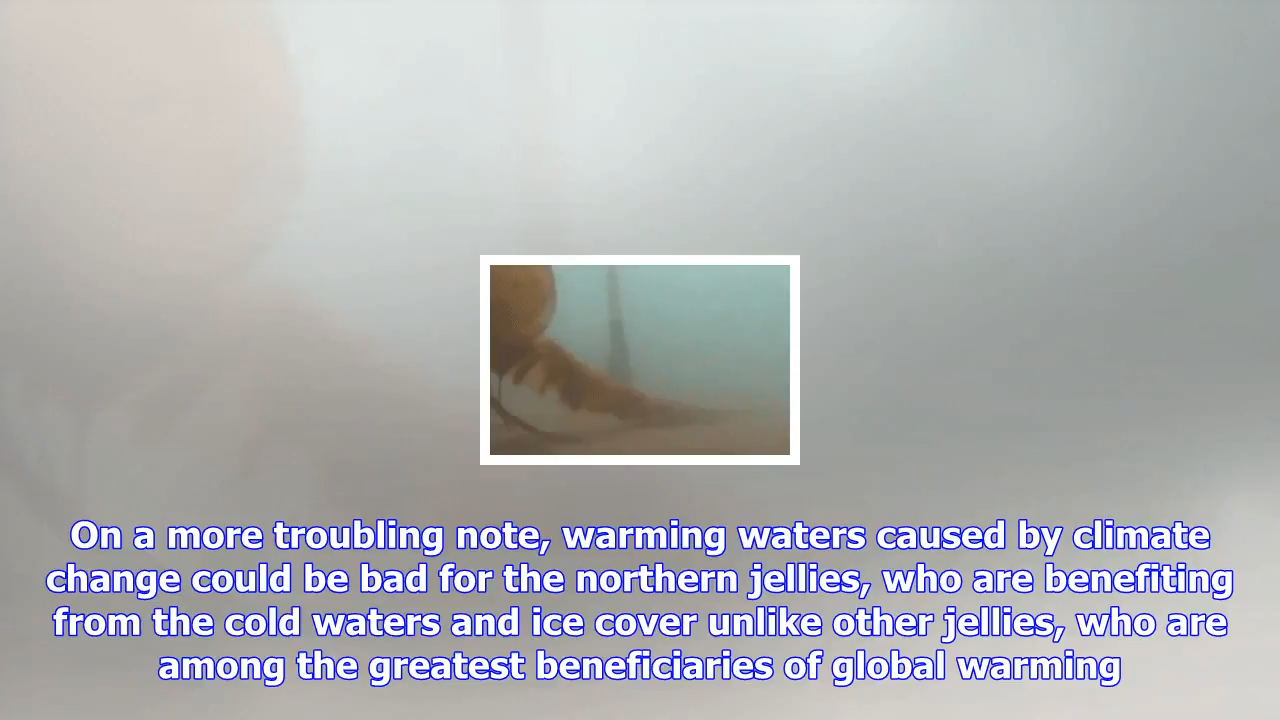 On a more troubling note, warming waters caused by climate
change could be bad for the northern jellies, who are benefiting
from the cold waters and ice cover unlike other jellies, who are
among the greatest beneficiaries of global warming